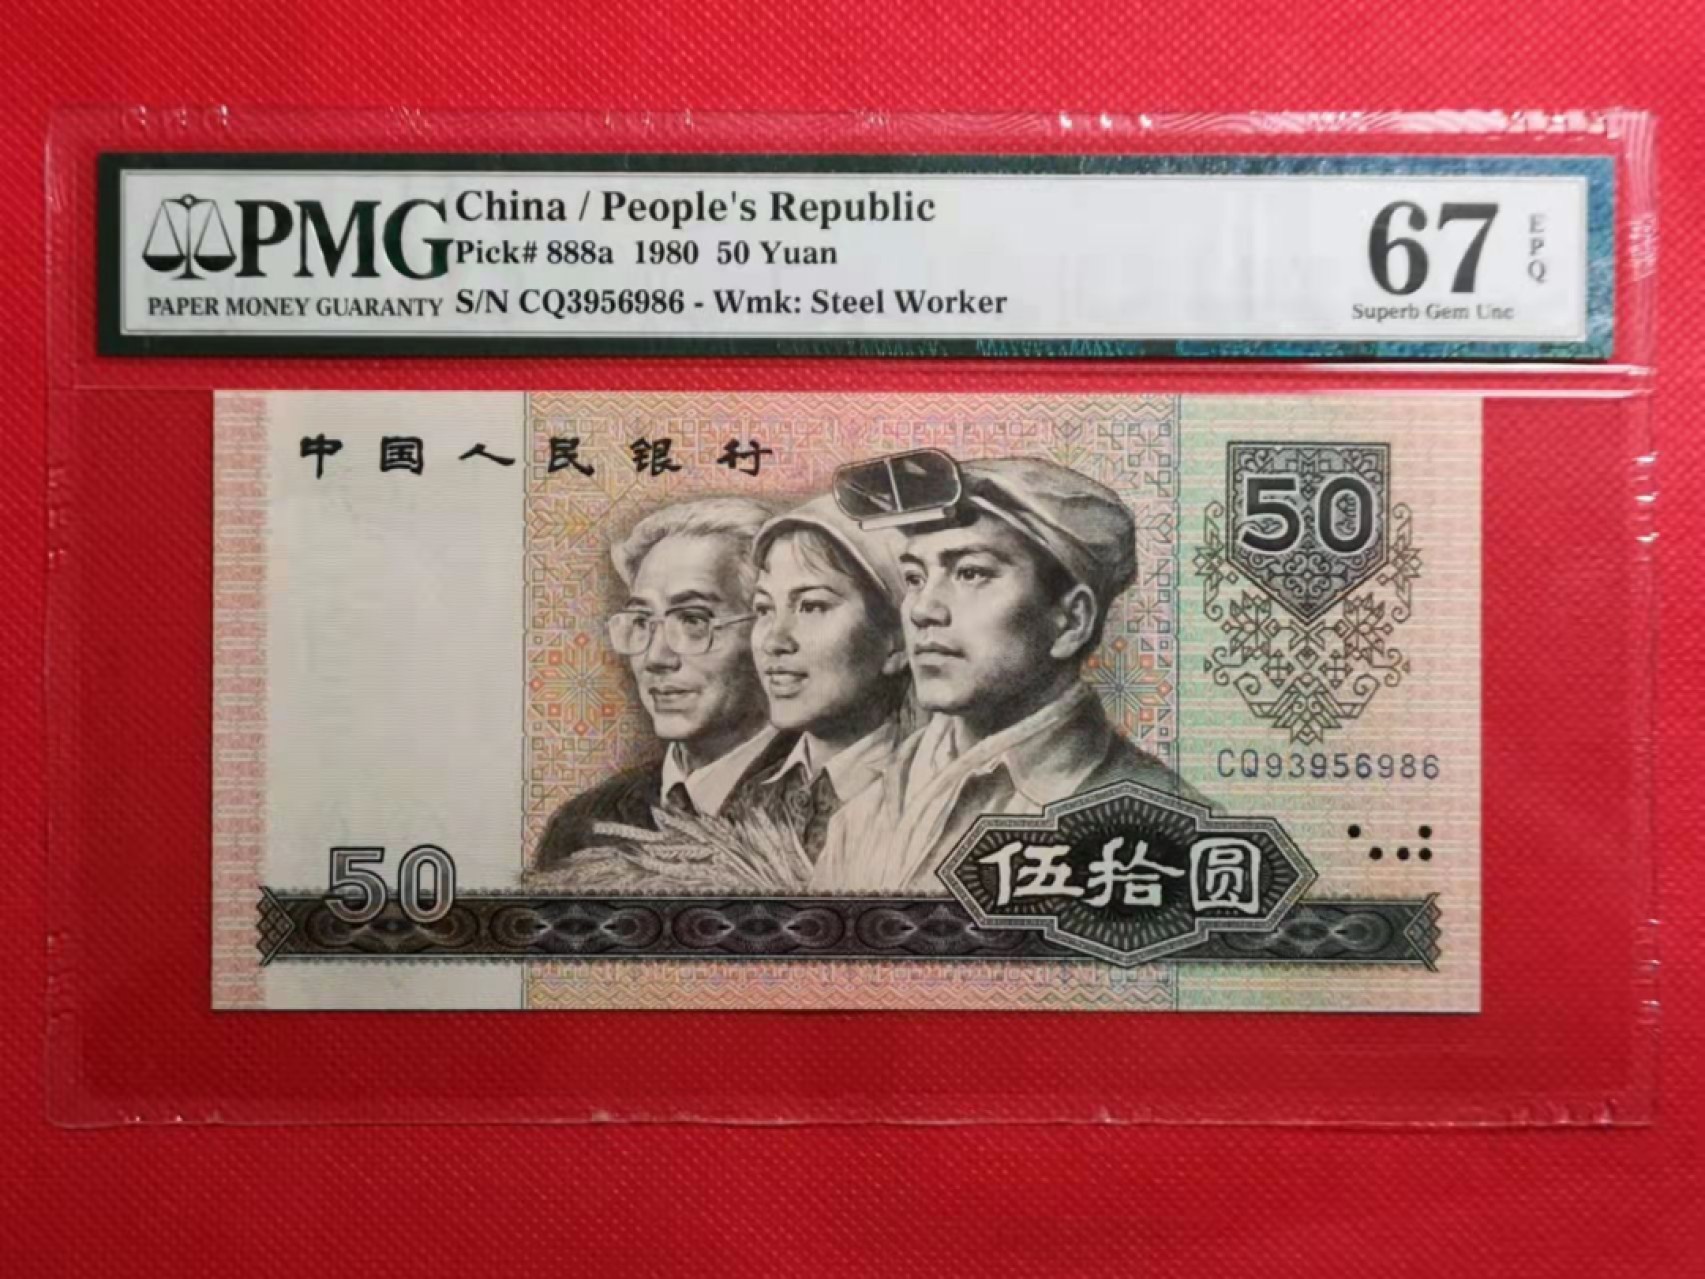 PMG
PAPER MONEY GUARANTY
China / People's Republic
Pick# 888a 1980 50 Yuan
S/N CQ3956986 - Wmk: Steel Worker
67
EPQ
Superb Gem Unc
中国人民银行
50
CQ93956986
50
伍拾圆